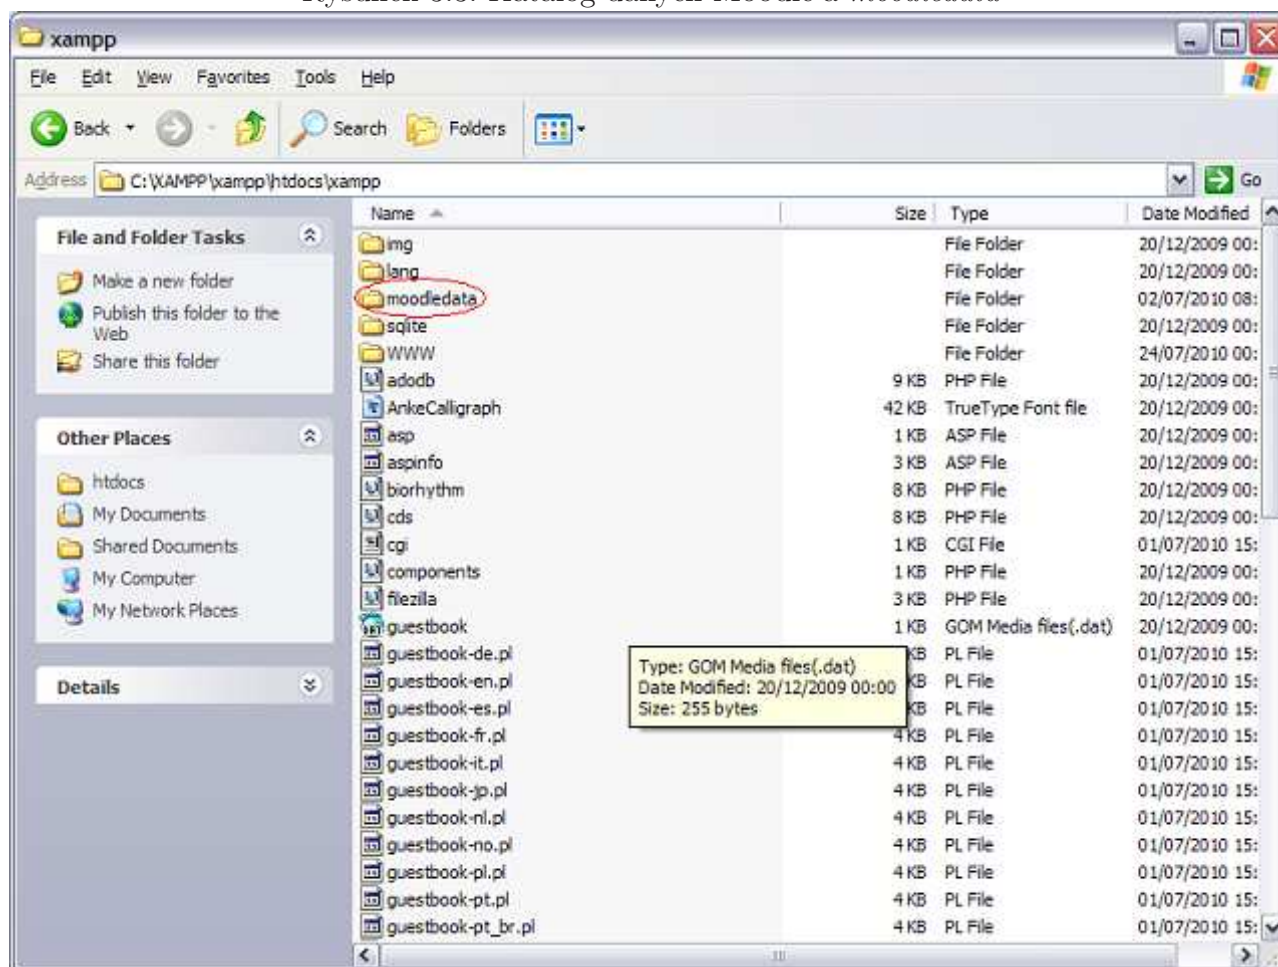 xampp
File Edit View Favorites Tools Help
Back Search Folders
Address C:\XAMPP\xampp\htdocs\xampp Go
File and Folder Tasks
Make a new folder
Publish this folder to the
Web
Share this folder
Other Places
htdocs
My Documents
Shared Documents
My Computer
My Network Places
Details
Name Size Type Date Modified
img File Folder 20/12/2009 00:
lang File Folder 20/12/2009 00:
moodledata File Folder 02/07/2010 08:
sqlite File Folder 20/12/2009 00:
WWW File Folder 24/07/2010 00:
adodb 9 KB PHP File 20/12/2009 00:
AnkeCalligraph 42 KB TrueType Font file 20/12/2009 00:
asp 1 KB ASP File 20/12/2009 00:
aspinfo 3 KB ASP File 20/12/2009 00:
biorhythm 8 KB PHP File 20/12/2009 00:
cds 8 KB PHP File 20/12/2009 00:
cgi 1 KB CGI File 01/07/2010 15:
components 1 KB PHP File 20/12/2009 00:
filezilla 3 KB PHP File 20/12/2009 00:
guestbook 1 KB GOM Media files(.dat) 20/12/2009 00:
guestbook-de.pl KB PL File 01/07/2010 15:
guestbook-en.pl KB PL File 01/07/2010 15:
guestbook-es.pl KB PL File 01/07/2010 15:
guestbook-fr.pl 4 KB PL File 01/07/2010 15:
guestbook-it.pl 4 KB PL File 01/07/2010 15:
guestbook-jp.pl 4 KB PL File 01/07/2010 15:
guestbook-nl.pl 4 KB PL File 01/07/2010 15:
guestbook-no.pl 4 KB PL File 01/07/2010 15:
guestbook-pl.pl 4 KB PL File 01/07/2010 15:
guestbook-pt.pl 4 KB PL File 01/07/2010 15:
guestbook-pt_br.pl 4 KB PL File 01/07/2010 15:
Type: GOM Media files(.dat)
Date Modified: 20/12/2009 00:00
Size: 255 bytes